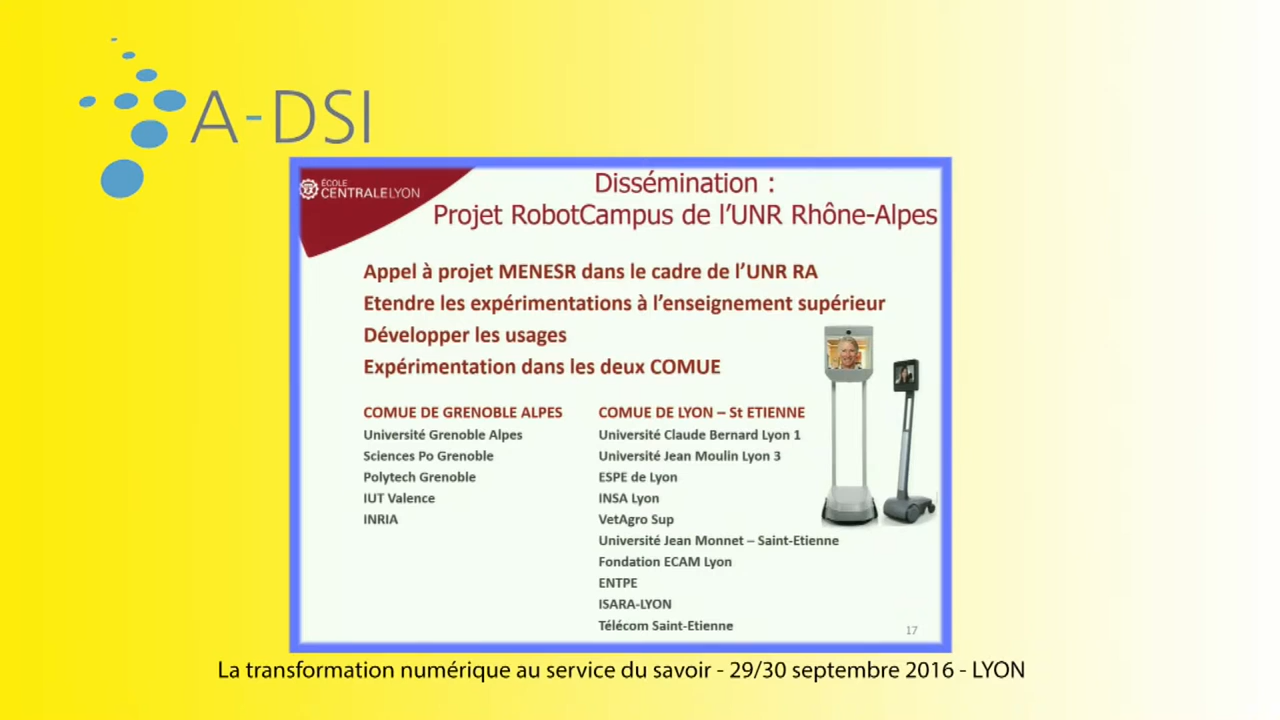 A-DSI
ÉCOLE
CENTRALELYON
Dissémination :
Projet RobotCampus de l'UNR Rhône-Alpes
Appel à projet MENESR dans le cadre de l'UNR RA
Etendre les expérimentations à l'enseignement supérieur
Développer les usages
Expérimentation dans les deux COMUE
COMUE DE GRENOBLE ALPES
Université Grenoble Alpes
Sciences Po Grenoble
Polytech Grenoble
IUT Valence
INRIA
COMUE DE LYON – St ETIENNE
Université Claude Bernard Lyon 1
Université Jean Moulin Lyon 3
ESPE de Lyon
INSA Lyon
VetAgro Sup
Université Jean Monnet – Saint-Etienne
Fondation ECAM Lyon
ENTPE
ISARA-LYON
Télécom Saint-Etienne
17
La transformation numérique au service du savoir - 29/30 septembre 2016 - LYON